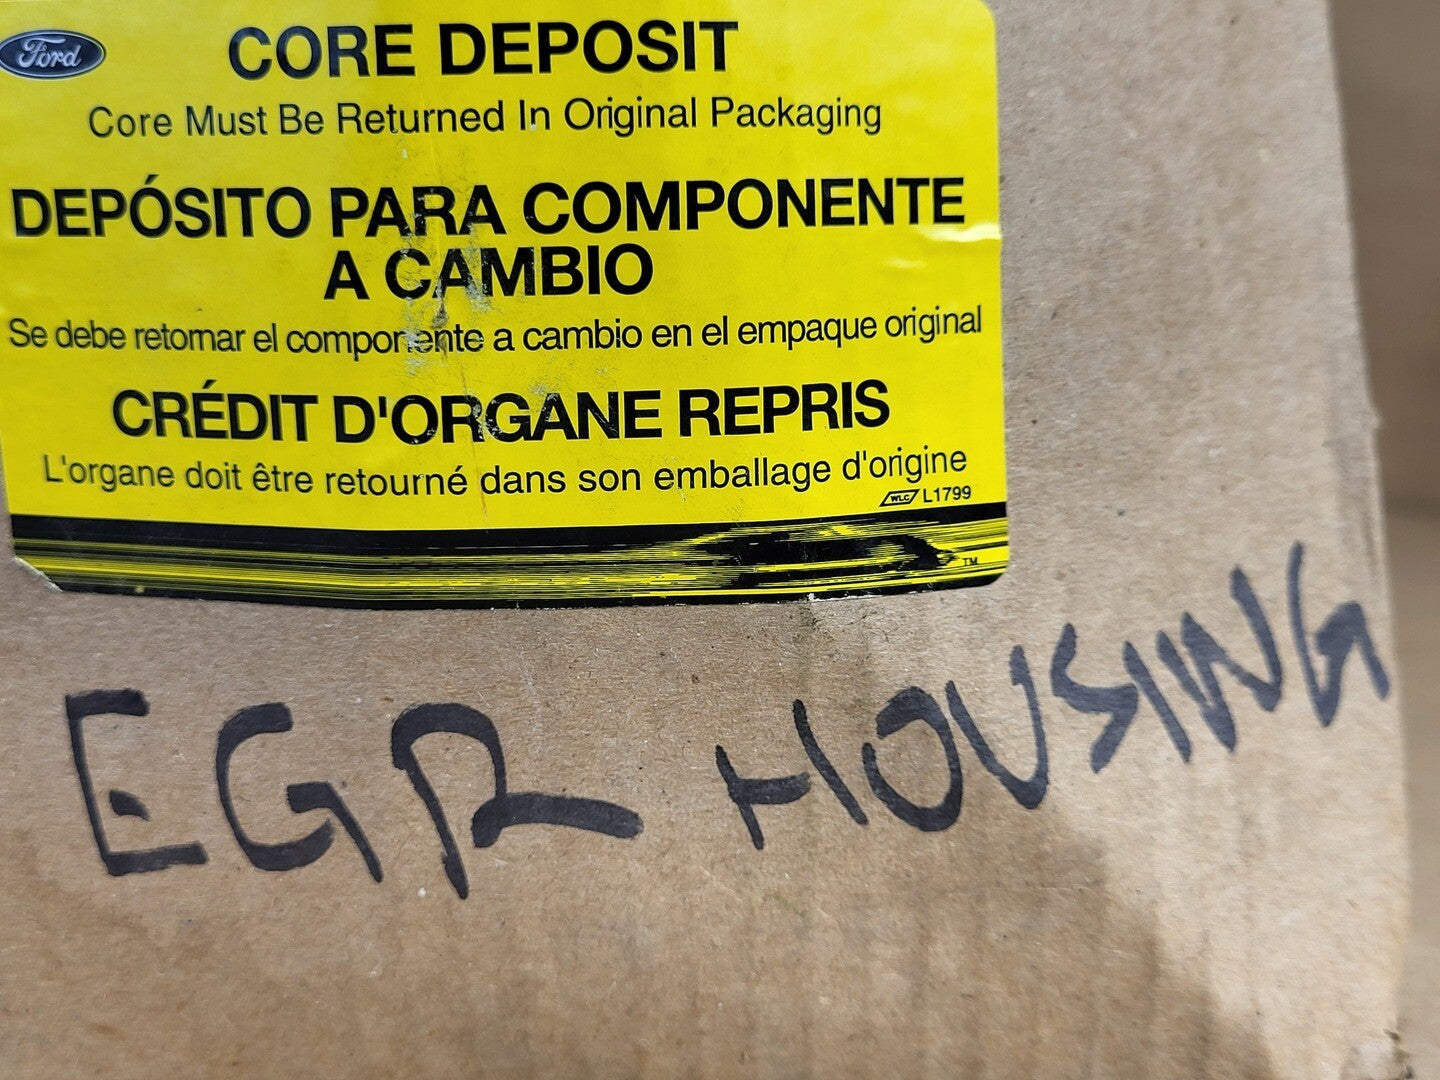 Ford
CORE DEPOSIT
Core Must Be Returned In Original Packaging
DEPÓSITO PARA COMPONENTE
A CAMBIO
Se debe retornar el componente a cambio en el empaque original
CRÉDIT D'ORGANE REPRIS
L'organe doit être retourné dans son emballage d'origine
WLC L1799
TM
EGR HOUSING